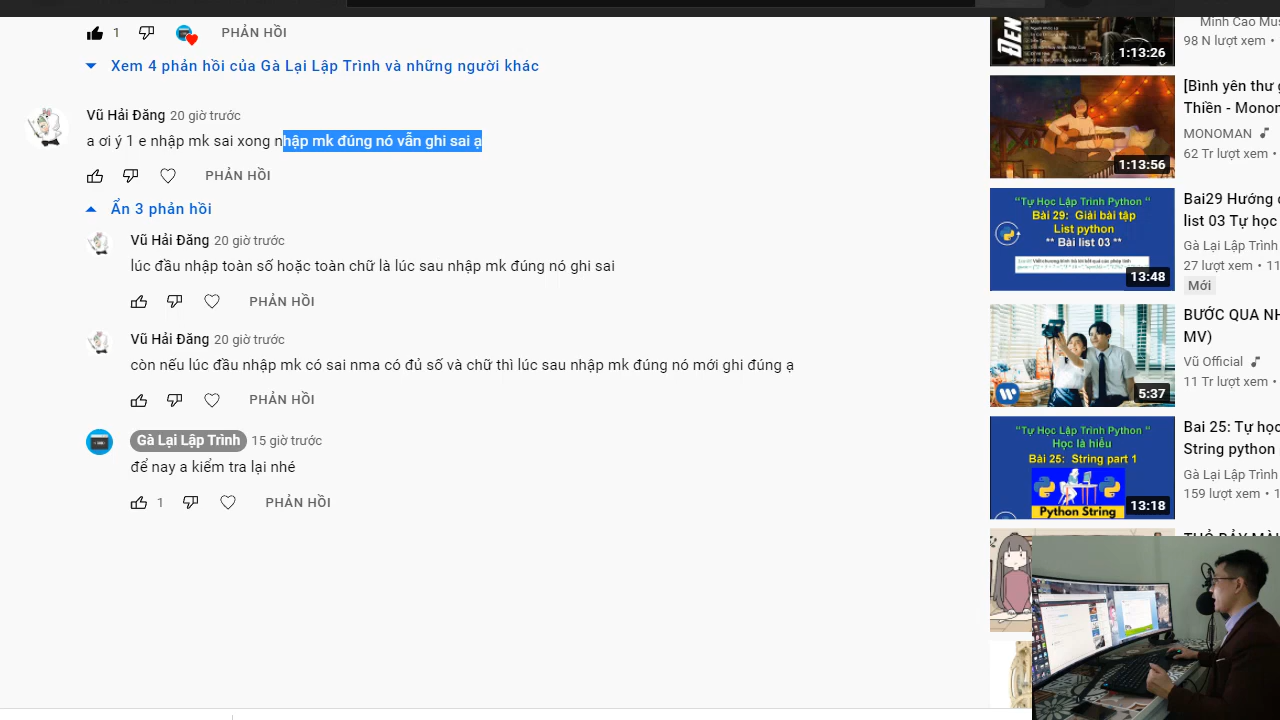 1 PHẢN HỒI
Xem 4 phản hồi của Gà Lại Lập Trình và những người khác
Vũ Hải Đăng 20 giờ trước
a ơi ý 1 e nhập mk sai xong nhập mk đúng nó vẫn ghi sai ạ
PHẢN HỒI
Ẩn 3 phản hồi
Vũ Hải Đăng 20 giờ trước
lúc đầu nhập toàn số hoặc toàn chữ là lúc sau nhập mk đúng nó ghi sai
PHẢN HỒI
Vũ Hải Đăng 20 giờ trước
còn nếu lúc đầu nhập mk có sai nma có đủ số và chữ thì lúc sau nhập mk đúng nó mới ghi đúng ạ
PHẢN HỒI
Gà Lại Lập Trình 15 giờ trước
để nay a kiểm tra lại nhé
1 PHẢN HỒI
ĐEN
1:13:26
Minh Cao Mus
98 N lượt xem •
1:13:56
[Bình yên thư g
Thiền - Monom
MONOMAN
62 Tr lượt xem •
"Tự Học Lập Trình Python "
Bài 29: Giải bài tập
List python
** Bài list 03 **
13:48
Bai29 Hướng d
list 03 Tự học
Gà Lại Lập Trình
27 lượt xem • 11
Mới
5:37
BƯỚC QUA NH
MV)
Vũ Official
11 Tr lượt xem •
"Tự Học Lập Trình Python "
Học là hiểu
Bài 25: String part 1
Python String
13:18
Bai 25: Tự học
String python
Gà Lại Lập Trình
159 lượt xem • 1